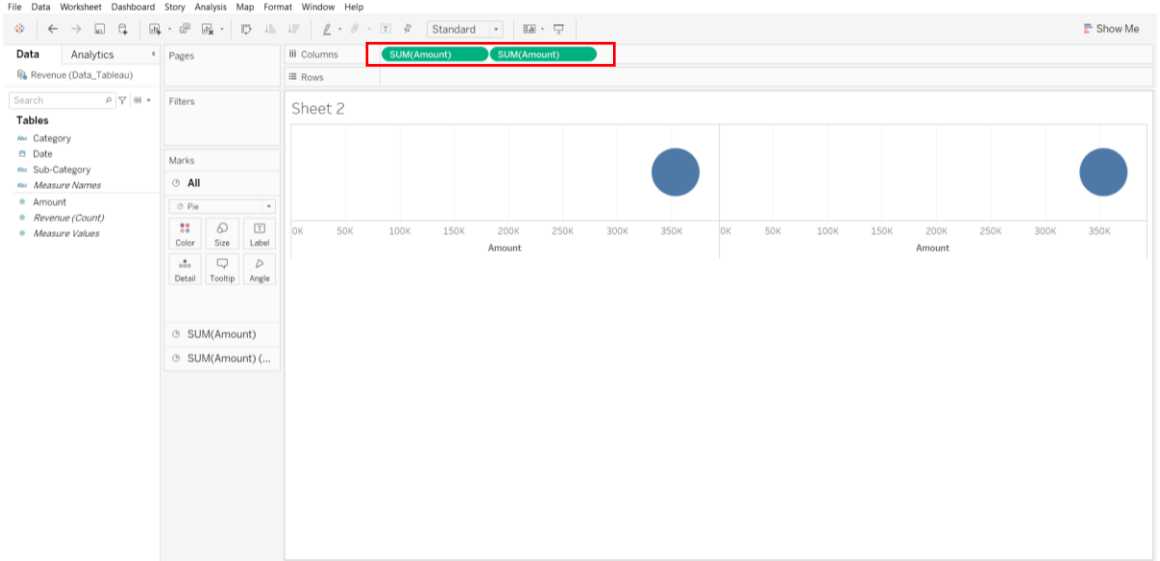 File Data Worksheet Dashboard Story Analysis Map Format Window Help
Standard
Show Me
Data Analytics
Revenue (Data_Tableau)
Search
Tables
Abc Category
Date
Abc Sub-Category
Abc Measure Names
Amount
Revenue (Count)
Measure Values
Pages
Filters
Marks
All
Pie
Color Size Label
Detail Tooltip Angle
SUM(Amount)
SUM(Amount) (...
Columns SUM(Amount) SUM(Amount)
Rows
Sheet 2
0K 50K 100K 150K 200K 250K 300K 350K 0K 50K 100K 150K 200K 250K 300K 350K
Amount Amount